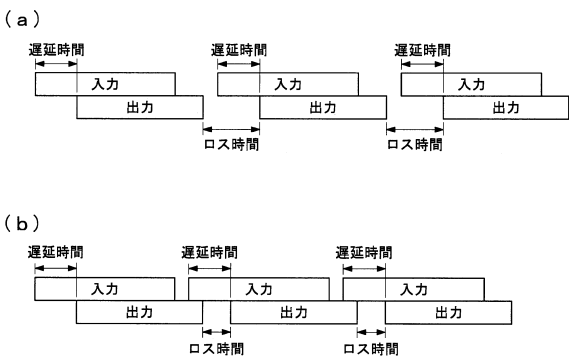 (a)
遅延時間 遅延時間 遅延時間
入力 入力 入力
出力 出力 出力
ロス時間 ロス時間
(b)
遅延時間 遅延時間 遅延時間
入力 入力 入力
出力 出力 出力
ロス時間 ロス時間